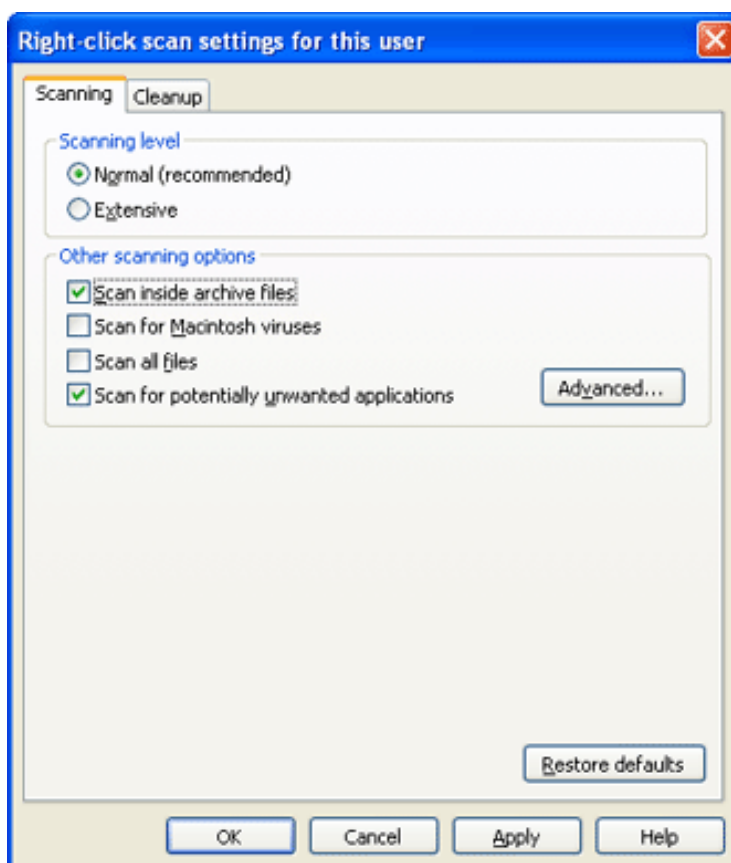 Right-click scan settings for this user
Scanning Cleanup
Scanning level
Normal (recommended)
Extensive
Other scanning options
Scan inside archive files
Scan for Macintosh viruses
Scan all files
Scan for potentially unwanted applications
Advanced...
Restore defaults
OK Cancel Apply Help